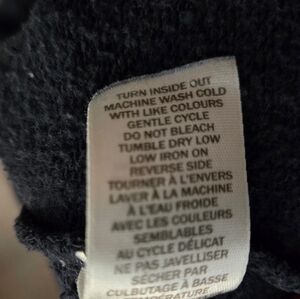 TURN INSIDE OUT
MACHINE WASH COLD
WITH LIKE COLOURS
GENTLE CYCLE
DO NOT BLEACH
TUMBLE DRY LOW
LOW IRON ON
REVERSE SIDE
TOURNER À L'ENVERS
LAVER À LA MACHINE
À L'EAU FROIDE
AVEC LES COULEURS
SEMBLABLES
AU CYCLE DÉLICAT
NE PAS JAVELLISER
SÉCHER PAR
CULBUTAGE À BASSE
TEMPÉRATURE